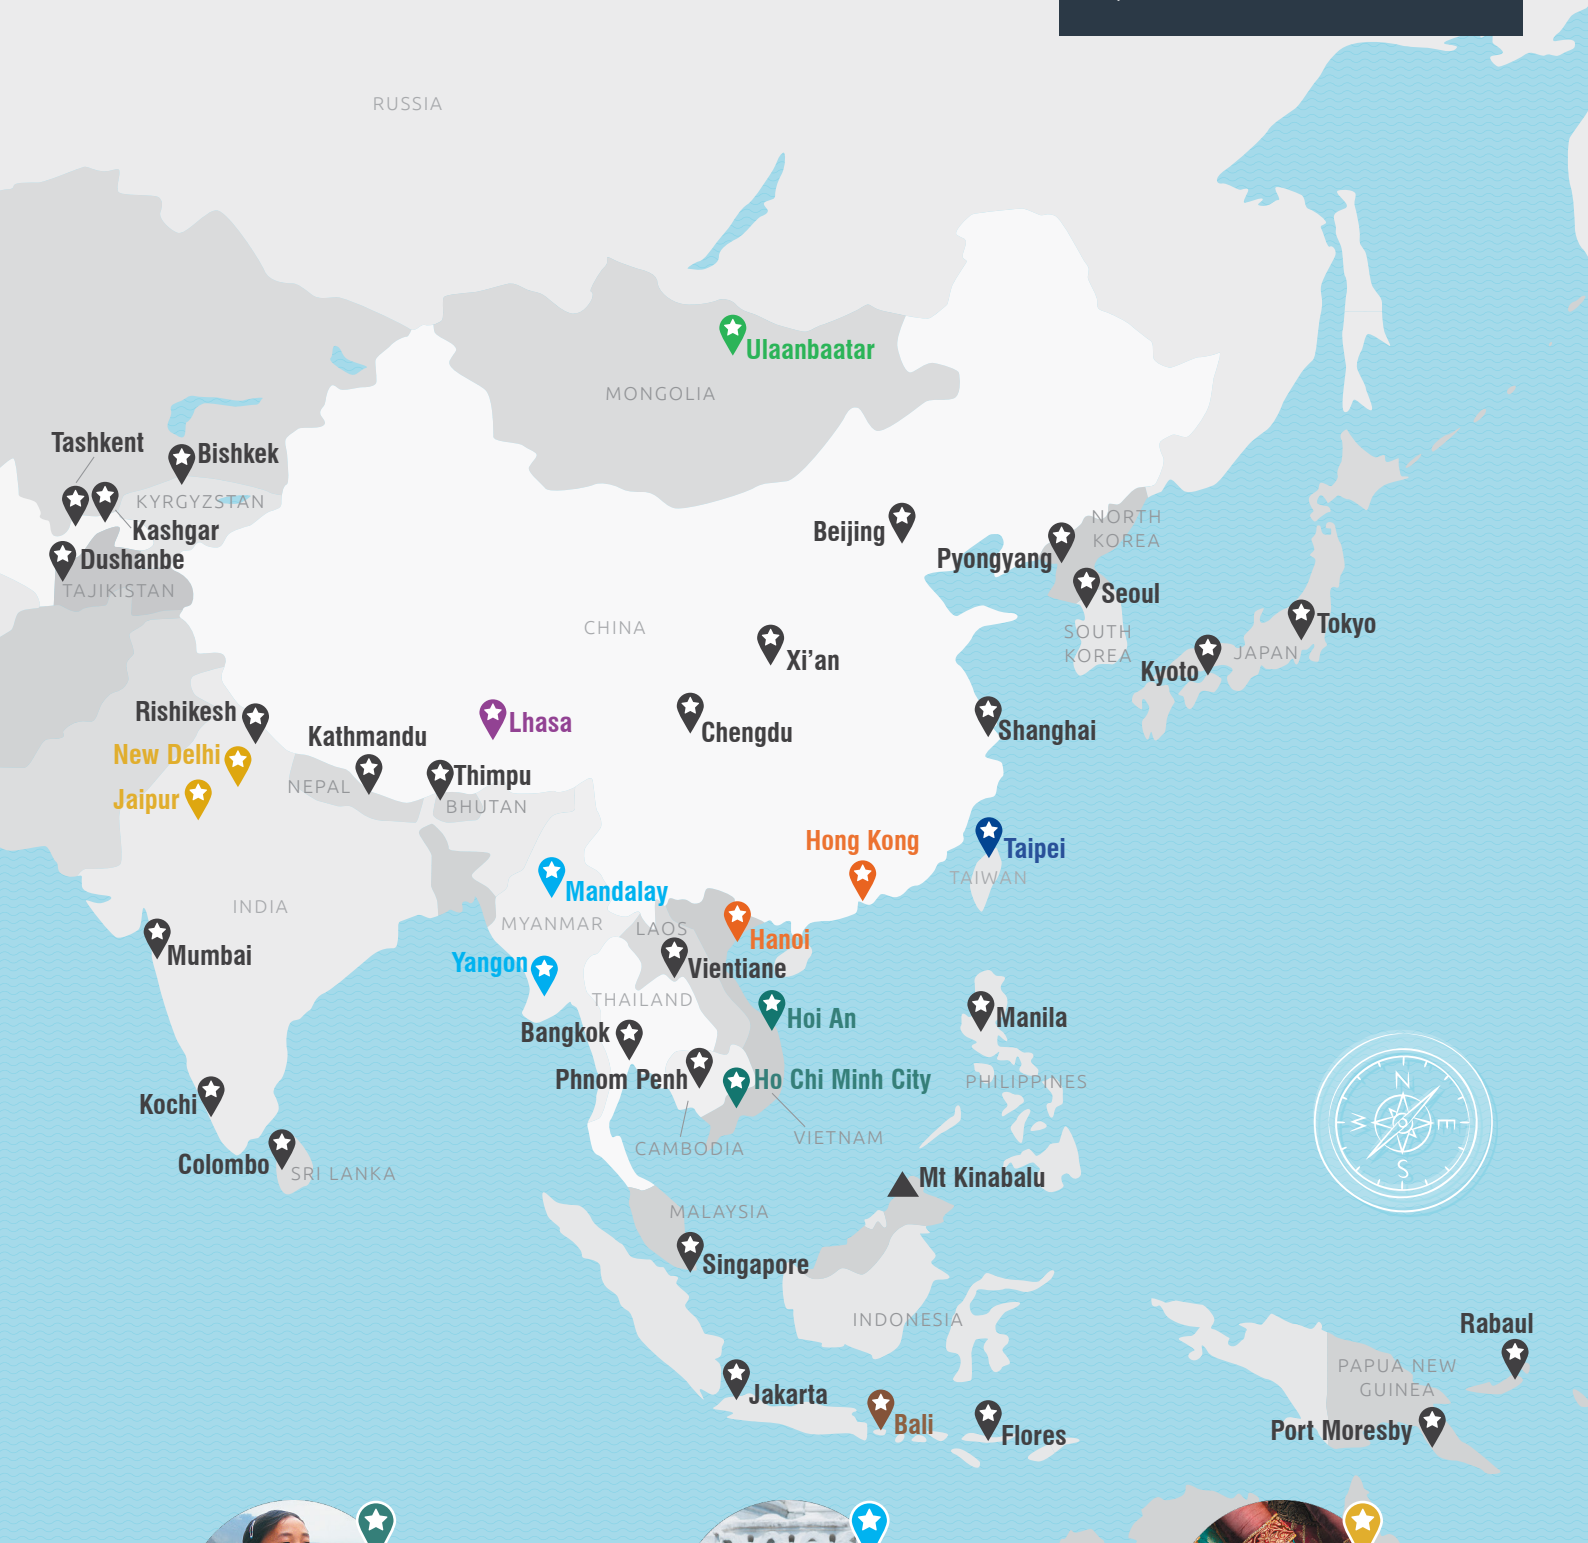 RUSSIA
Ulaanbaatar
MONGOLIA
Tashkent
Bishkek
KYRGYZSTAN
Kashgar
Dushanbe
TAJIKISTAN
Beijing
NORTH
KOREA
Pyongyang
Seoul
SOUTH
KOREA
Tokyo
JAPAN
Kyoto
CHINA
Xi’an
Rishikesh
Lhasa
Chengdu
Shanghai
New Delhi
Kathmandu
Thimpu
Jaipur
NEPAL
BHUTAN
Hong Kong
Taipei
TAIWAN
Mandalay
INDIA
MYANMAR
LAOS
Hanoi
Mumbai
Yangon
Vientiane
THAILAND
Hoi An
Manila
Bangkok
Phnom Penh
Ho Chi Minh City
PHILIPPINES
N
W
E
S
Kochi
VIETNAM
CAMBODIA
Colombo
SRI LANKA
Mt Kinabalu
MALAYSIA
Singapore
INDONESIA
Rabaul
PAPUA NEW
GUINEA
Jakarta
Bali
Flores
Port Moresby